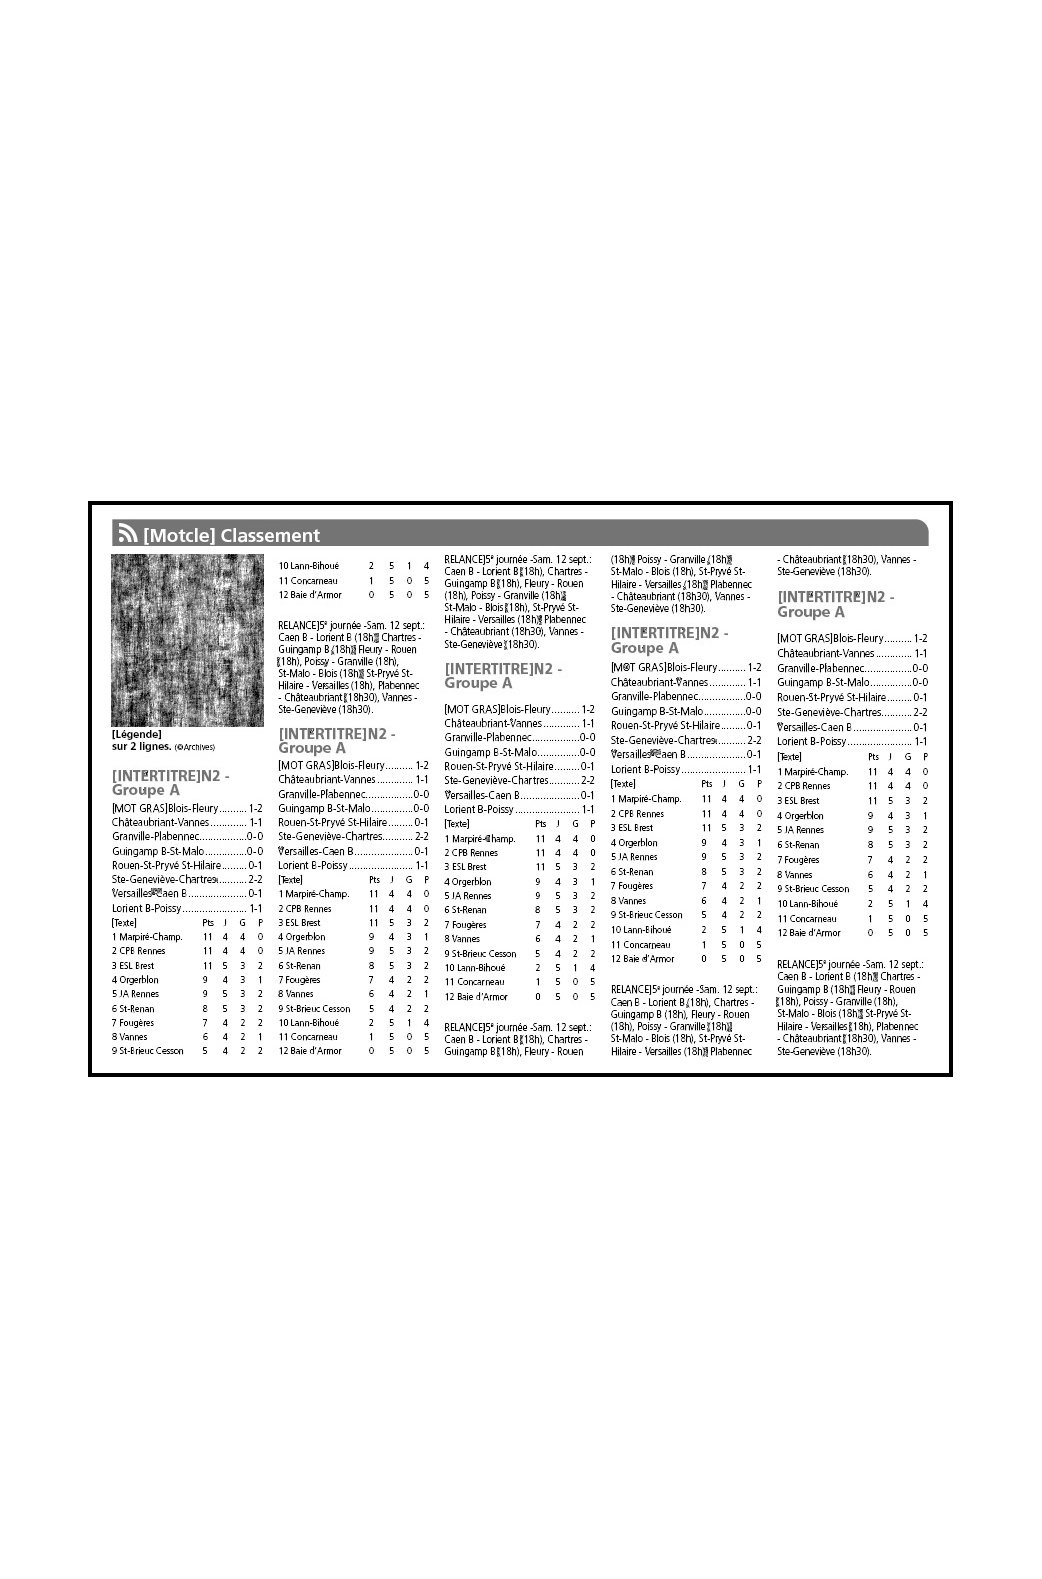 [Motcle] Classement
[Légende]
sur 2 lignes. (©Archives)
[INTERTITRE]N2 -
Groupe A
[MOT GRAS]Blois-Fleury.......... 1-2
Châteaubriant-Vannes ............. 1-1
Granville-Plabennec.................0-0
Guingamp B-St-Malo...............0-0
Rouen-St-Pryvé St-Hilaire......... 0-1
Ste-Geneviève-Chartres.......... 2-2
Versailles-Caen B ...................... 0-1
Lorient B-Poissy ........................ 1-1
[Texte] Pts J G P
1 Marpiré-Champ. 11 4 4 0
2 CPB Rennes 11 4 4 0
3 ESL Brest 11 5 3 2
4 Orgerblon 9 4 3 1
5 JA Rennes 9 5 3 2
6 St-Renan 8 5 3 2
7 Fougères 7 4 2 2
8 Vannes 6 4 2 1
9 St-Brieuc Cesson 5 4 2 2
10 Lann-Bihoué 2 5 1 4
11 Concarneau 1 5 0 5
12 Baie d'Armor 0 5 0 5
RELANCE]5e journée -Sam. 12 sept.:
Caen B - Lorient B (18h), Chartres -
Guingamp B (18h), Fleury - Rouen
(18h), Poissy - Granville (18h),
St-Malo - Blois (18h), St-Pryvé St-
Hilaire - Versailles (18h), Plabennec
- Châteaubriant (18h30), Vannes -
Ste-Geneviève (18h30).
[INTERTITRE]N2 -
Groupe A
[MOT GRAS]Blois-Fleury.......... 1-2
Châteaubriant-Vannes ............. 1-1
Granville-Plabennec.................0-0
Guingamp B-St-Malo...............0-0
Rouen-St-Pryvé St-Hilaire......... 0-1
Ste-Geneviève-Chartres.......... 2-2
Versailles-Caen B ...................... 0-1
Lorient B-Poissy ........................ 1-1
[Texte] Pts J G P
1 Marpiré-Champ. 11 4 4 0
2 CPB Rennes 11 4 4 0
3 ESL Brest 11 5 3 2
4 Orgerblon 9 4 3 1
5 JA Rennes 9 5 3 2
6 St-Renan 8 5 3 2
7 Fougères 7 4 2 2
8 Vannes 6 4 2 1
9 St-Brieuc Cesson 5 4 2 2
10 Lann-Bihoué 2 5 1 4
11 Concarneau 1 5 0 5
12 Baie d'Armor 0 5 0 5
RELANCE]5e journée -Sam. 12 sept.:
Caen B - Lorient B (18h), Chartres -
Guingamp B (18h), Fleury - Rouen
(18h), Poissy - Granville (18h),
St-Malo - Blois (18h), St-Pryvé St-
Hilaire - Versailles (18h), Plabennec
- Châteaubriant (18h30), Vannes -
Ste-Geneviève (18h30).
[INTERTITRE]N2 -
Groupe A
[MOT GRAS]Blois-Fleury.......... 1-2
Châteaubriant-Vannes ............. 1-1
Granville-Plabennec.................0-0
Guingamp B-St-Malo...............0-0
Rouen-St-Pryvé St-Hilaire......... 0-1
Ste-Geneviève-Chartres.......... 2-2
Versailles-Caen B ...................... 0-1
Lorient B-Poissy ........................ 1-1
[Texte] Pts J G P
1 Marpiré-Champ. 11 4 4 0
2 CPB Rennes 11 4 4 0
3 ESL Brest 11 5 3 2
4 Orgerblon 9 4 3 1
5 JA Rennes 9 5 3 2
6 St-Renan 8 5 3 2
7 Fougères 7 4 2 2
8 Vannes 6 4 2 1
9 St-Brieuc Cesson 5 4 2 2
10 Lann-Bihoué 2 5 1 4
11 Concarneau 1 5 0 5
12 Baie d'Armor 0 5 0 5
RELANCE]5e journée -Sam. 12 sept.:
Caen B - Lorient B (18h), Chartres -
Guingamp B (18h), Fleury - Rouen
(18h), Poissy - Granville (18h),
St-Malo - Blois (18h), St-Pryvé St-
Hilaire - Versailles (18h), Plabennec
- Châteaubriant (18h30), Vannes -
Ste-Geneviève (18h30).
[INTERTITRE]N2 -
Groupe A
[MOT GRAS]Blois-Fleury.......... 1-2
Châteaubriant-Vannes ............. 1-1
Granville-Plabennec.................0-0
Guingamp B-St-Malo...............0-0
Rouen-St-Pryvé St-Hilaire......... 0-1
Ste-Geneviève-Chartres.......... 2-2
Versailles-Caen B ...................... 0-1
Lorient B-Poissy ........................ 1-1
[Texte] Pts J G P
1 Marpiré-Champ. 11 4 4 0
2 CPB Rennes 11 4 4 0
3 ESL Brest 11 5 3 2
4 Orgerblon 9 4 3 1
5 JA Rennes 9 5 3 2
6 St-Renan 8 5 3 2
7 Fougères 7 4 2 2
8 Vannes 6 4 2 1
9 St-Brieuc Cesson 5 4 2 2
10 Lann-Bihoué 2 5 1 4
11 Concarneau 1 5 0 5
12 Baie d'Armor 0 5 0 5
RELANCE]5e journée -Sam. 12 sept.:
Caen B - Lorient B (18h), Chartres -
Guingamp B (18h), Fleury - Rouen
(18h), Poissy - Granville (18h),
St-Malo - Blois (18h), St-Pryvé St-
Hilaire - Versailles (18h), Plabennec
- Châteaubriant (18h30), Vannes -
Ste-Geneviève (18h30).
[INTERTITRE]N2 -
Groupe A
[MOT GRAS]Blois-Fleury.......... 1-2
Châteaubriant-Vannes ............. 1-1
Granville-Plabennec.................0-0
Guingamp B-St-Malo...............0-0
Rouen-St-Pryvé St-Hilaire......... 0-1
Ste-Geneviève-Chartres.......... 2-2
Versailles-Caen B ...................... 0-1
Lorient B-Poissy ........................ 1-1
[Texte] Pts J G P
1 Marpiré-Champ. 11 4 4 0
2 CPB Rennes 11 4 4 0
3 ESL Brest 11 5 3 2
4 Orgerblon 9 4 3 1
5 JA Rennes 9 5 3 2
6 St-Renan 8 5 3 2
7 Fougères 7 4 2 2
8 Vannes 6 4 2 1
9 St-Brieuc Cesson 5 4 2 2
10 Lann-Bihoué 2 5 1 4
11 Concarneau 1 5 0 5
12 Baie d'Armor 0 5 0 5
RELANCE]5e journée -Sam. 12 sept.:
Caen B - Lorient B (18h), Chartres -
Guingamp B (18h), Fleury - Rouen
(18h), Poissy - Granville (18h),
St-Malo - Blois (18h), St-Pryvé St-
Hilaire - Versailles (18h), Plabennec
- Châteaubriant (18h30), Vannes -
Ste-Geneviève (18h30).